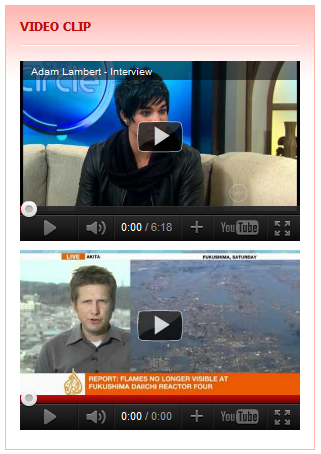 VIDEO CLIP
Adam Lambert - Interview
circle
0:00 / 6:18
YouTube
LIVE AKITA FUKUSHIMA, SATURDAY
REPORT: FLAMES NO LONGER VISIBLE AT
FUKUSHIMA DAIICHI REACTOR FOUR
0:00 / 0:00
YouTube